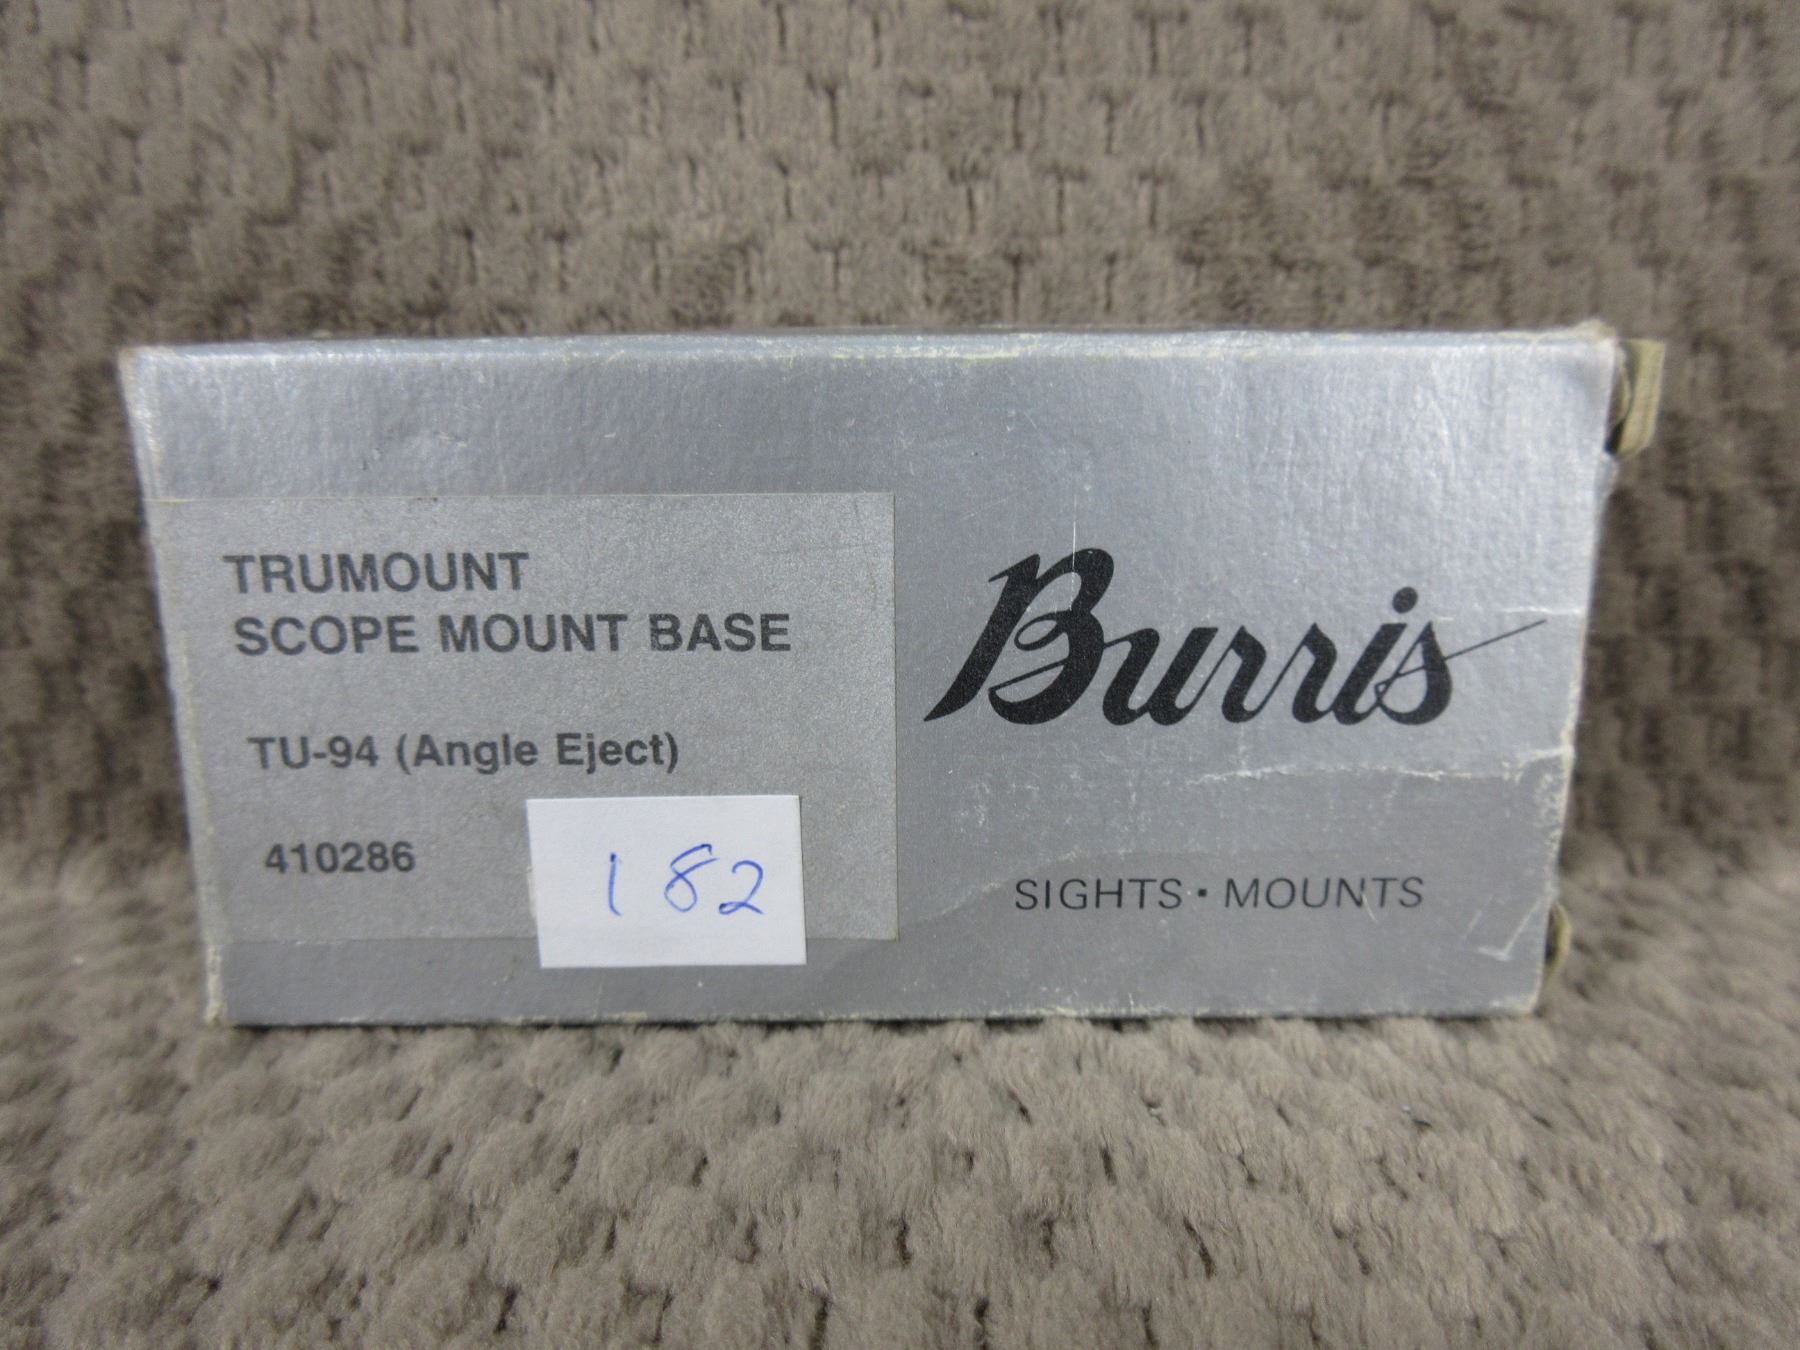 TRUMOUNT
SCOPE MOUNT BASE
TU-94 (Angle Eject)
410286
182
Burris
SIGHTS · MOUNTS